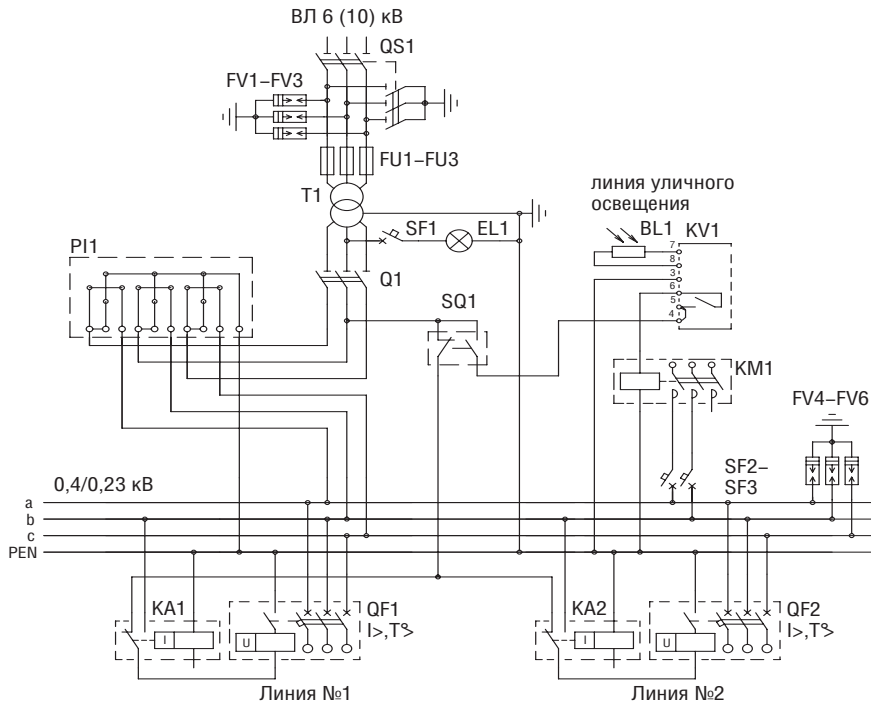 ВЛ 6 (10) кВ
QS1
FV1–FV3
FU1–FU3
T1
линия уличного
освещения
SF1
EL1
BL1
KV1
7
8
3
6
5
4
PI1
Q1
SQ1
KM1
FV4–FV6
SF2–
SF3
0,4/0,23 кВ
a
b
c
PEN
KA1
QF1
I>,T°>
I
U
KA2
QF2
I>,T°>
I
U
Линия №1
Линия №2